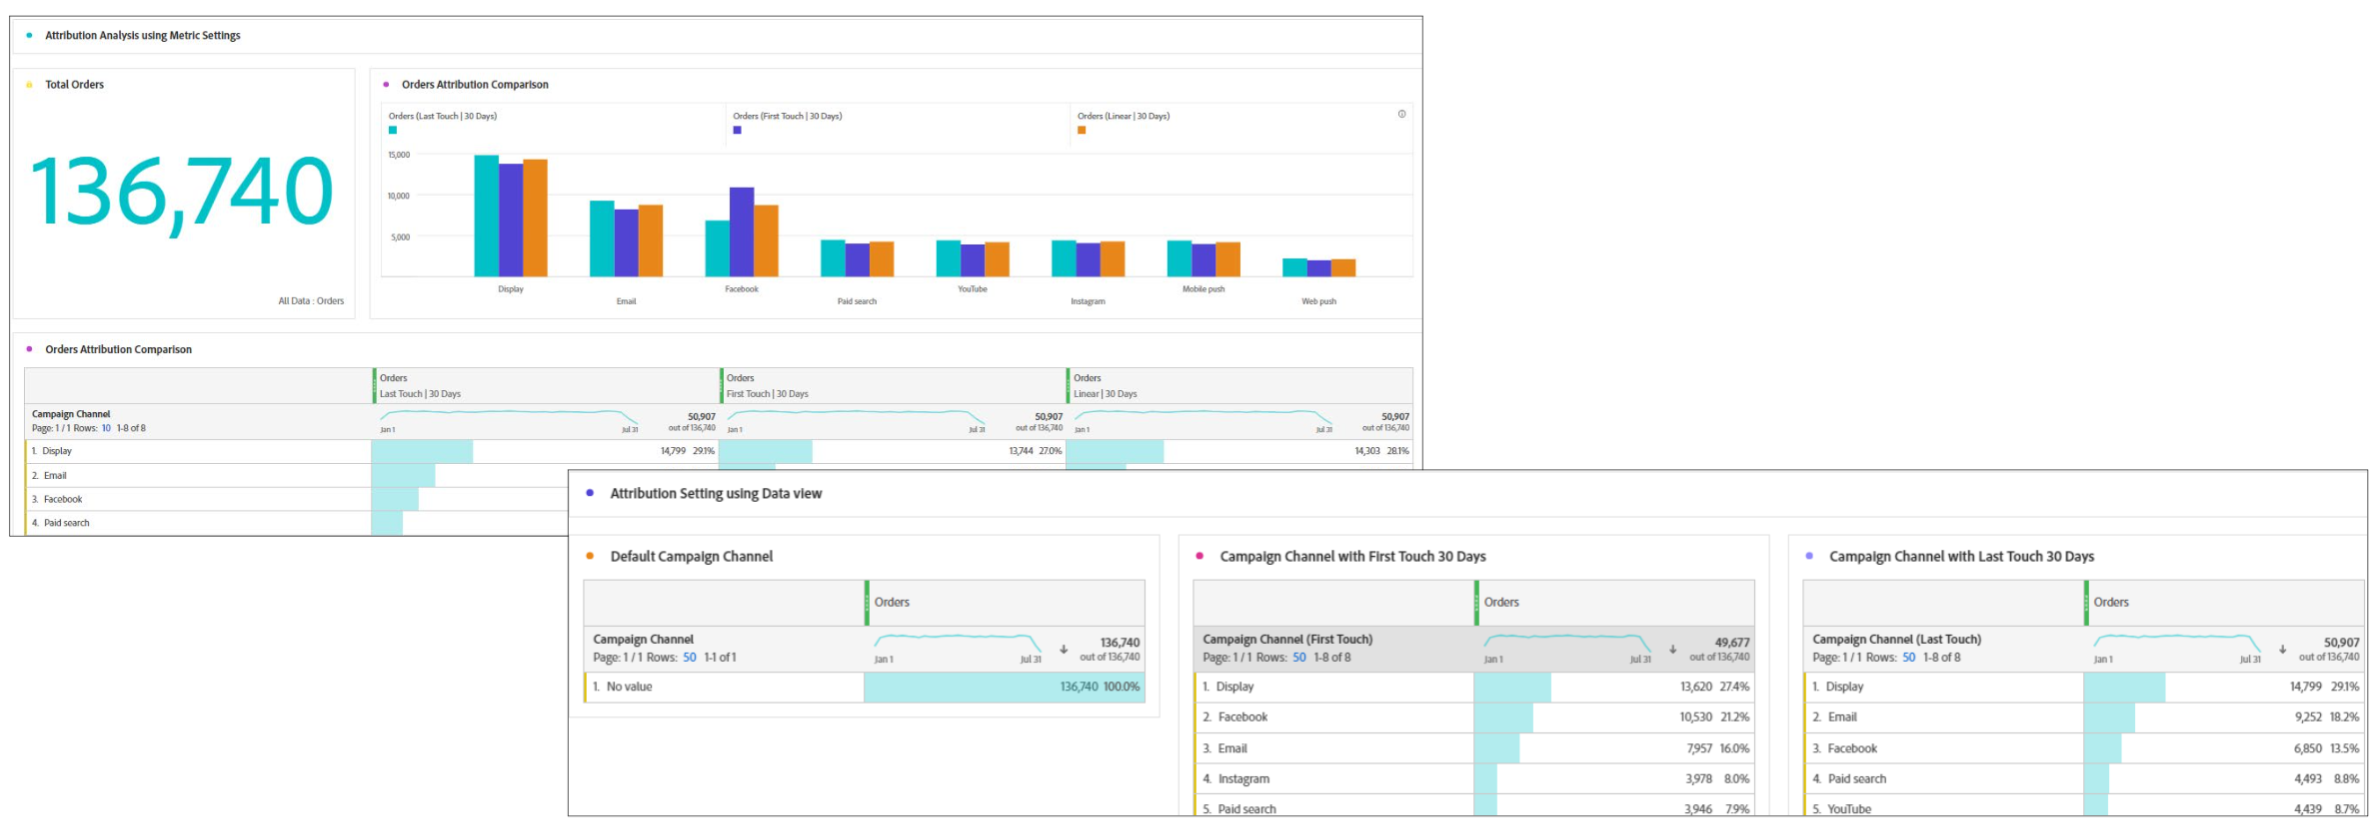 Attribution Analysis using Metric Settings
Total Orders
136,740
All Data : Orders
Orders Attribution Comparison
Orders (Last Touch | 30 Days)
Orders (First Touch | 30 Days)
Orders (Linear | 30 Days)
15,000
10,000
5,000
Display
Email
Facebook
Paid search
YouTube
Instagram
Mobile push
Web push
Orders Attribution Comparison
Orders
Last Touch | 30 Days
Orders
First Touch | 30 Days
Orders
Linear | 30 Days
Campaign Channel
Page: 1 / 1 Rows: 10 1-8 of 8
Jan 1
Jul 31
50,907
out of 136,740
Jan 1
Jul 31
50,907
out of 136,740
Jan 1
Jul 31
50,907
out of 136,740
1. Display
14,799 29.1%
13,744 27.0%
14,303 28.1%
2. Email
3. Facebook
4. Paid search
Attribution Setting using Data view
Default Campaign Channel
Orders
Campaign Channel
Page: 1 / 1 Rows: 50 1-1 of 1
Jan 1
Jul 31
136,740
out of 136,740
1. No value
136,740 100.0%
Campaign Channel with First Touch 30 Days
Orders
Campaign Channel (First Touch)
Page: 1 / 1 Rows: 50 1-8 of 8
Jan 1
Jul 31
49,677
out of 136,740
1. Display
13,620 27.4%
2. Facebook
10,530 21.2%
3. Email
7,957 16.0%
4. Instagram
3,978 8.0%
5. Paid search
3,946 7.9%
Campaign Channel with Last Touch 30 Days
Orders
Campaign Channel (Last Touch)
Page: 1 / 1 Rows: 50 1-8 of 8
Jan 1
Jul 31
50,907
out of 136,740
1. Display
14,799 29.1%
2. Email
9,252 18.2%
3. Facebook
6,850 13.5%
4. Paid search
4,493 8.8%
5. YouTube
4,439 8.7%